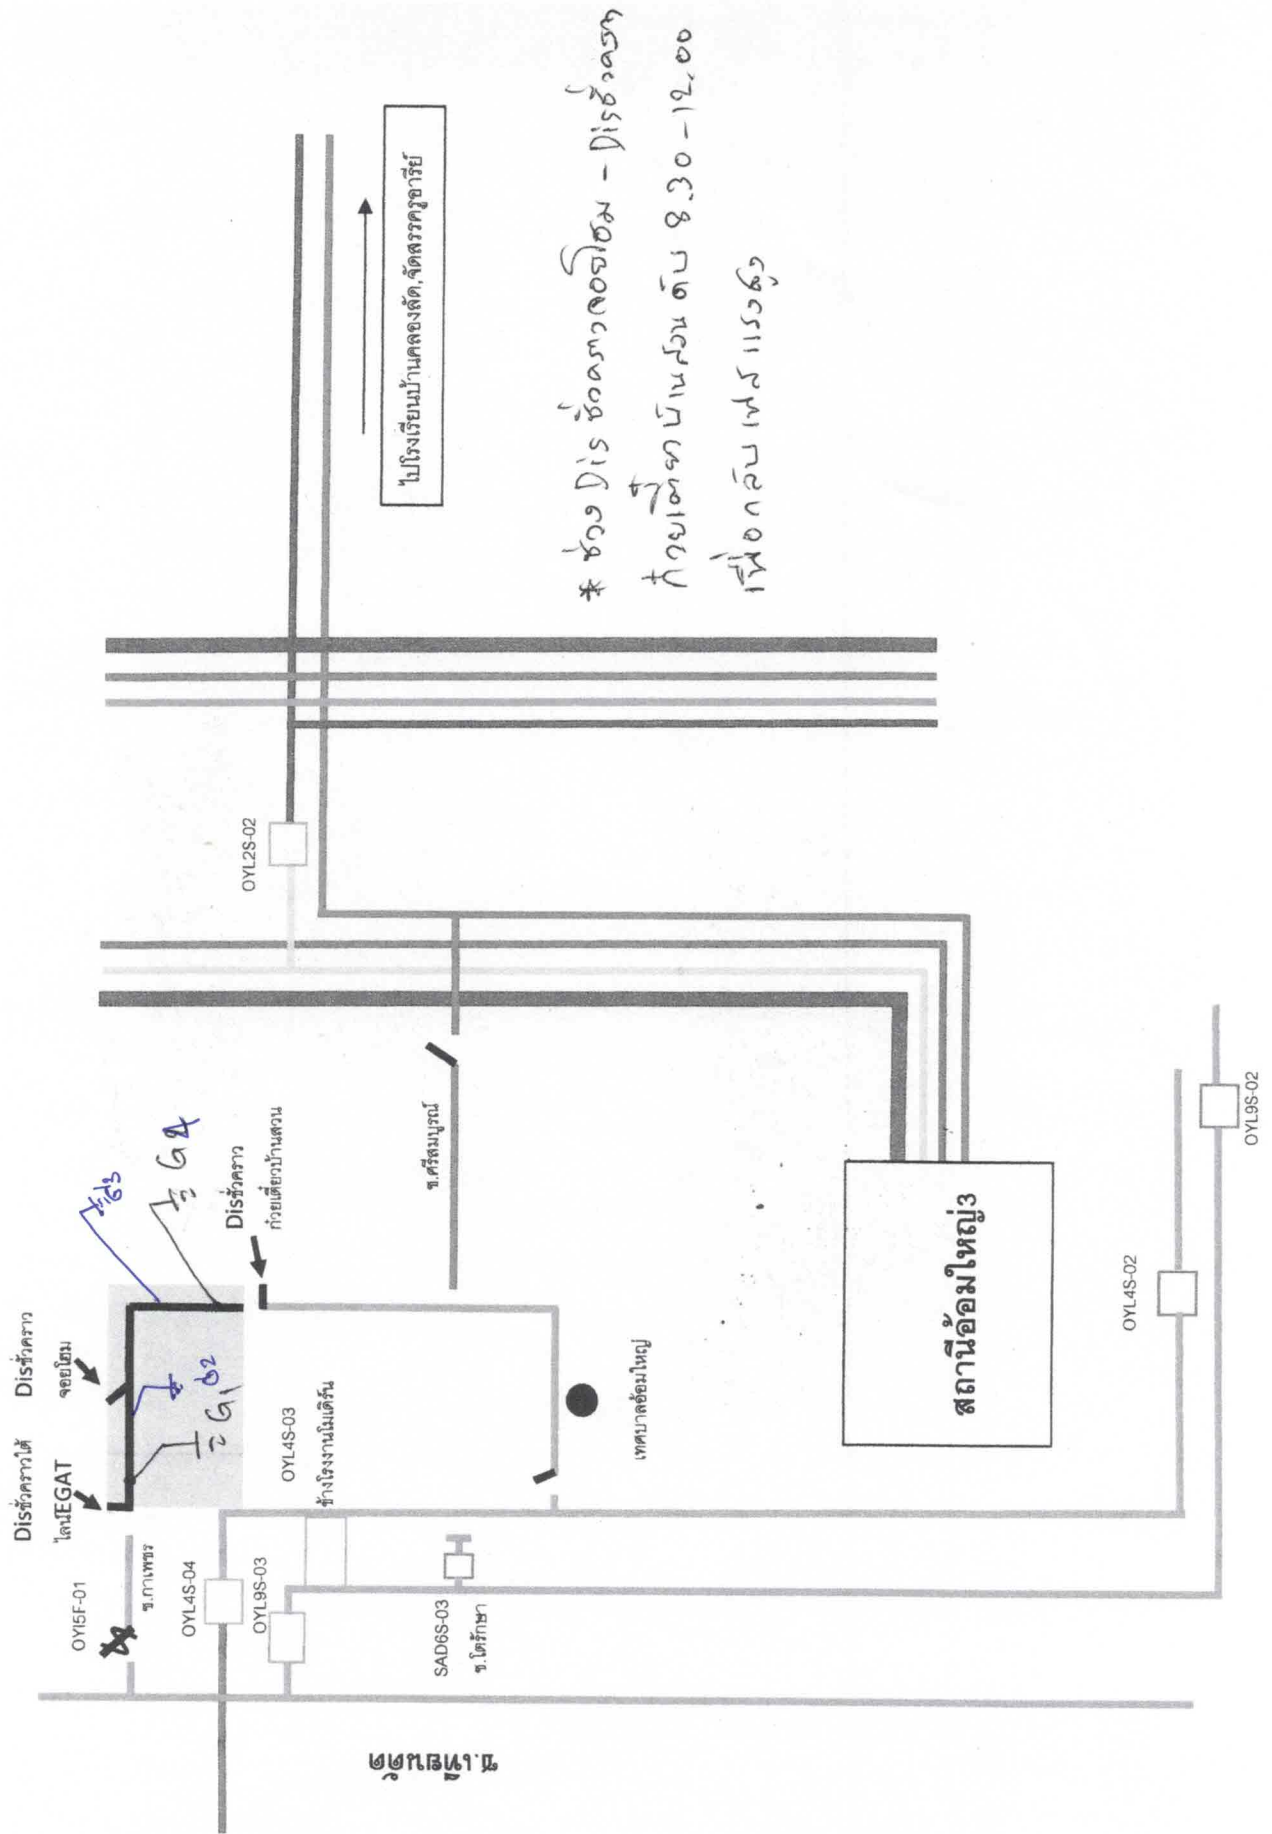 Disชั่วคราวใต้
ไลน์EGAT
Disชั่วคราว
จอยโฮม
G3
G4
G2
G1
Disชั่วคราว
ก๋วยเตี๋ยวบ้านสวน
OYI5F-01
ซ.กาเพชร
OYL4S-04
OYL9S-03
OYL4S-03
ข้างโรงงานโมเดิร์น
SAD6S-03
ซ.โตรักษา
ซ.เทียนดัด
เทศบาลอ้อมใหญ่
ซ.ศรีสมบูรณ์
OYL2S-02
ไปโรงเรียนบ้านคลองลัด,จัดสรรครูอารีย์
* ช่วง Dis ชั่วคราวจอยโฮม - Disชั่วคราว
ก๋วยเตี๋ยวบ้านสวน ดับ 8.30 - 12.00
เพื่อกลับเฟสแรงสูง
สถานีอ้อมใหญ่3
OYL4S-02
OYL9S-02